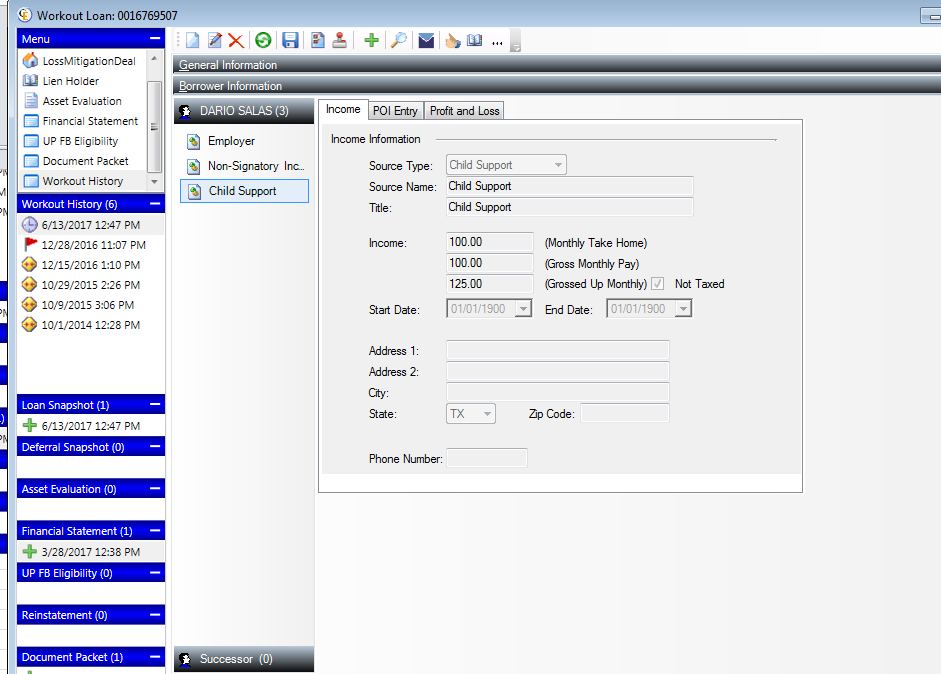 Workout Loan: 0016769507
Menu
LossMitigationDeal
Lien Holder
Asset Evaluation
Financial Statement
UP FB Eligibility
Document Packet
Workout History
Workout History (6)
6/13/2017 12:47 PM
12/28/2016 11:07 PM
12/15/2016 1:10 PM
10/29/2015 2:26 PM
10/9/2015 3:06 PM
10/1/2014 12:28 PM
Loan Snapshot (1)
6/13/2017 12:47 PM
Deferral Snapshot (0)
Asset Evaluation (0)
Financial Statement (1)
3/28/2017 12:38 PM
UP FB Eligibility (0)
Reinstatement (0)
Document Packet (1)
General Information
Borrower Information
DARIO SALAS (3)
Employer
Non-Signatory Inc...
Child Support
Successor (0)
Income POI Entry Profit and Loss
Income Information
Source Type: Child Support
Source Name: Child Support
Title: Child Support
Income: 100.00 (Monthly Take Home)
100.00 (Gross Monthly Pay)
125.00 (Grossed Up Monthly) Not Taxed
Start Date: 01/01/1900 End Date: 01/01/1900
Address 1:
Address 2:
City:
State: TX Zip Code:
Phone Number: